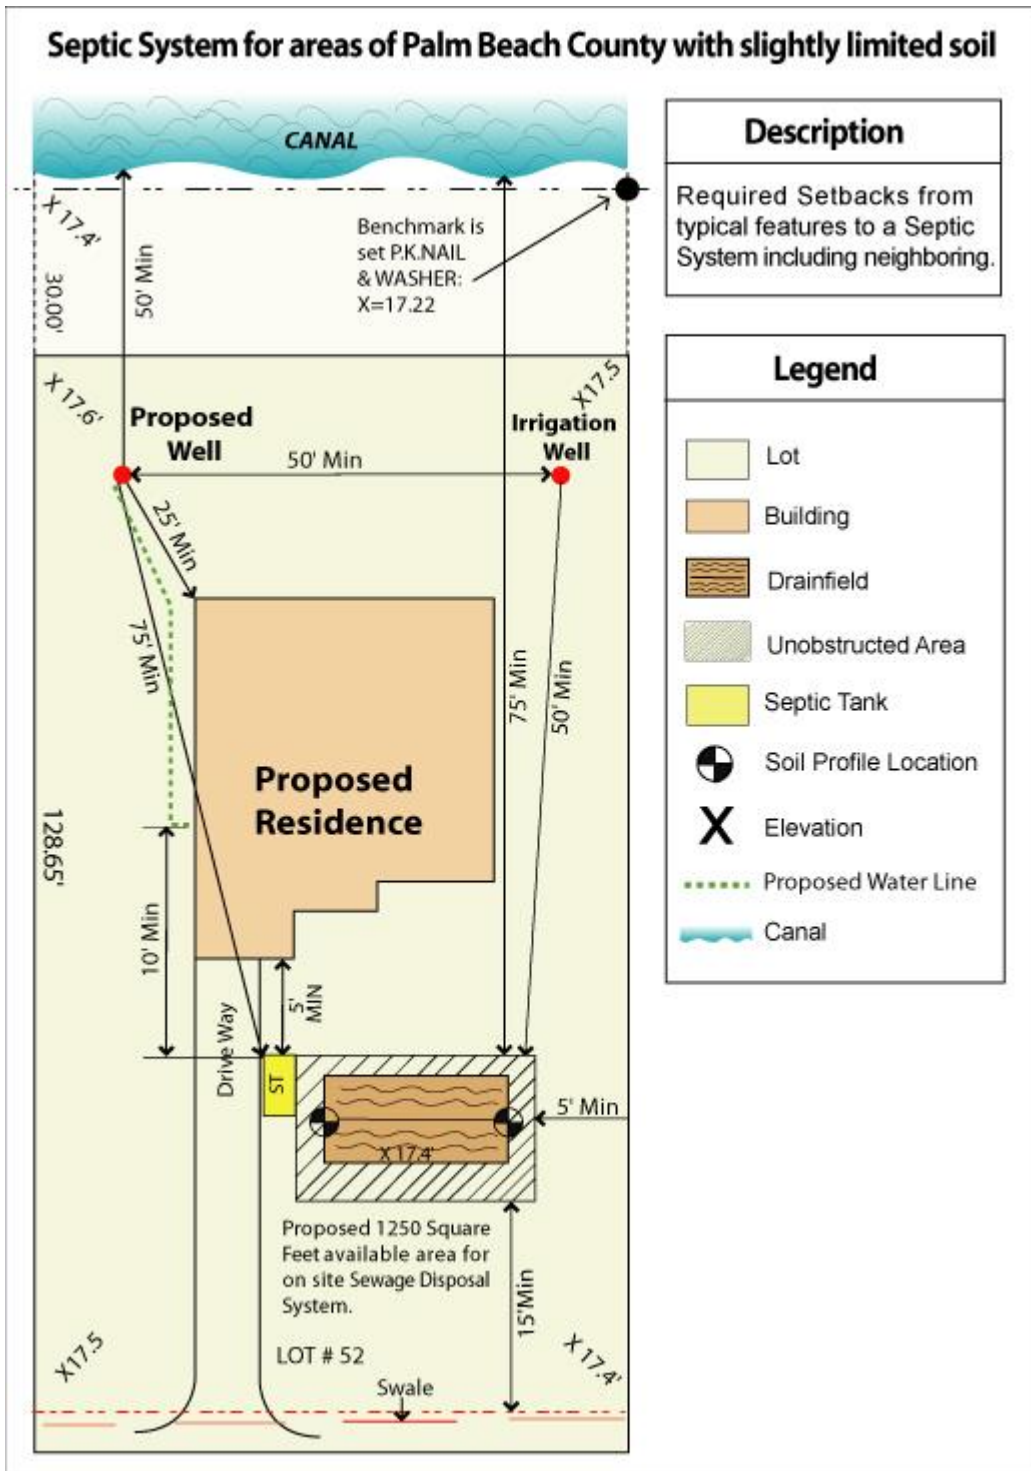 Septic System for areas of Palm Beach County with slightly limited soil
CANAL
X 17.4'
50' Min
30.00'
Benchmark is
set P.K.NAIL
& WASHER:
X=17.22
X 17.6'
X17.5
Proposed
Well
Irrigation
Well
50' Min
25' Min
75' Min
75' Min
50' Min
Proposed
Residence
128.65'
10' Min
5'
MIN
Drive Way
ST
5' Min
X 17.4'
Proposed 1250 Square
Feet available area for
on site Sewage Disposal
System.
15'Min
LOT # 52
X17.5
X 17.4'
Swale
Description
Required Setbacks from
typical features to a Septic
System including neighboring.
Legend
Lot
Building
Drainfield
Unobstructed Area
Septic Tank
Soil Profile Location
X Elevation
Proposed Water Line
Canal